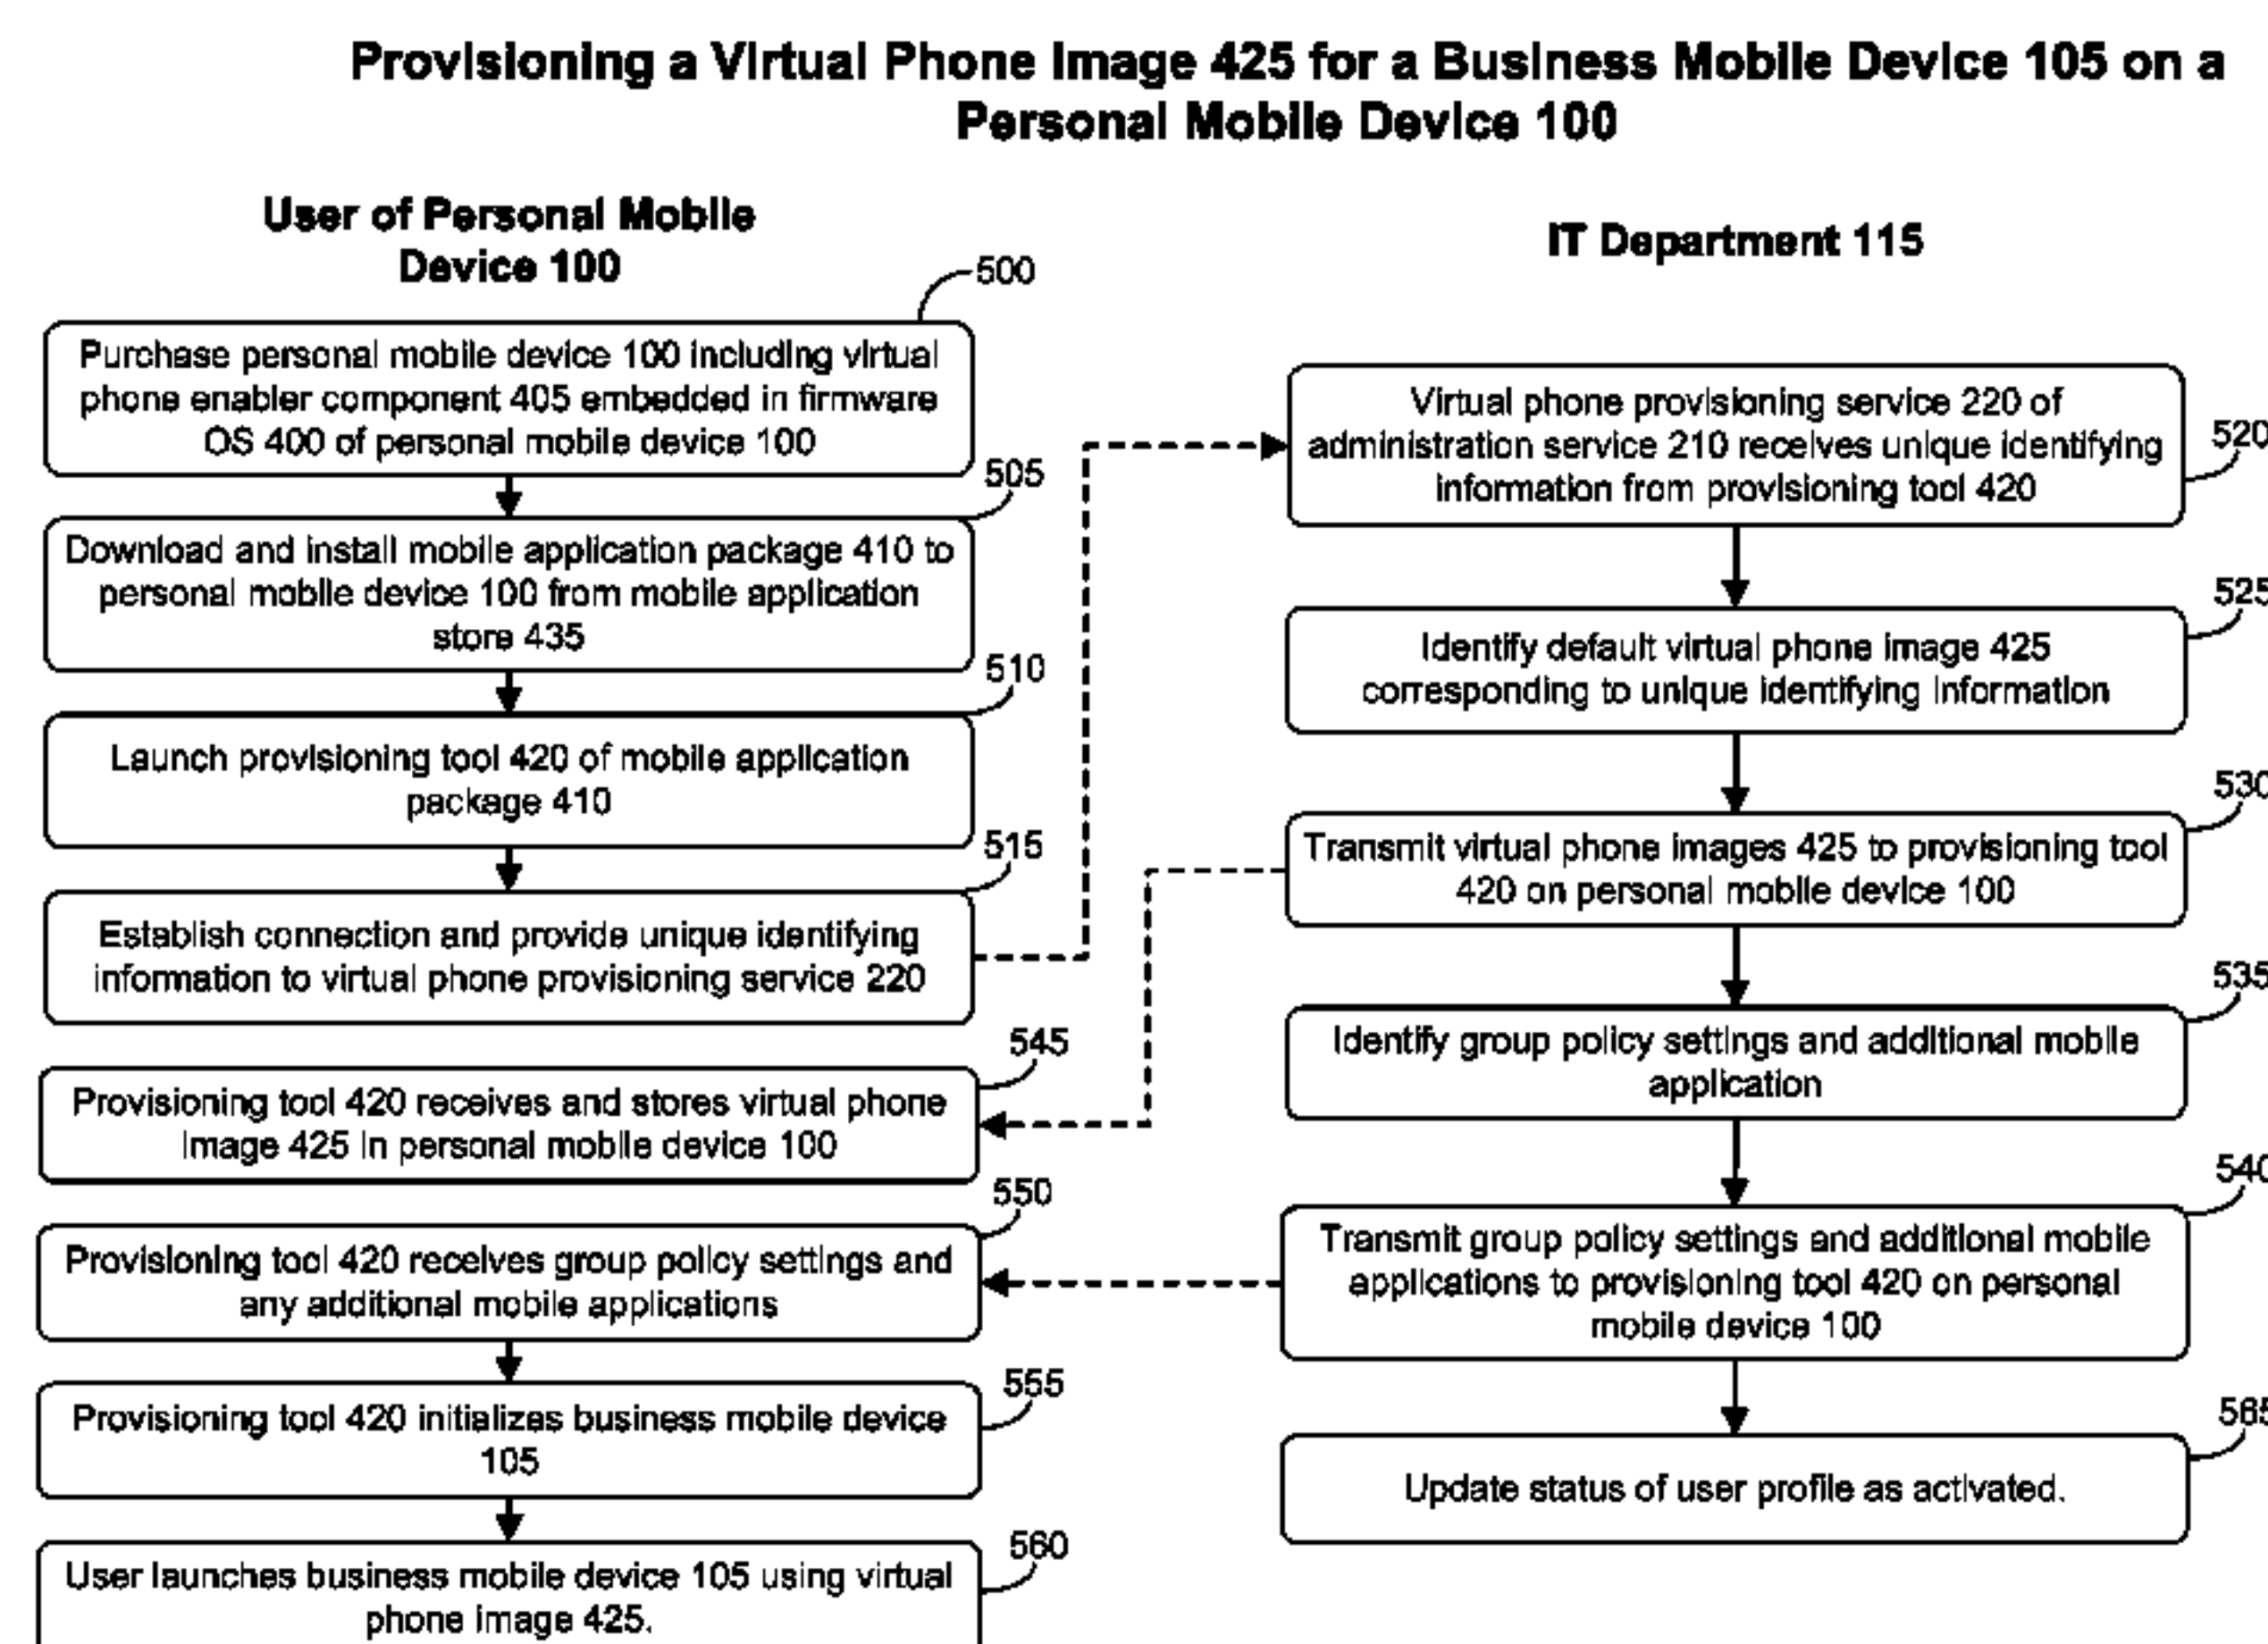 Provisioning a Virtual Phone Image 425 for a Business Mobile Device 105 on a
Personal Mobile Device 100
User of Personal Mobile
Device 100
500
Purchase personal mobile device 100 including virtual
phone enabler component 405 embedded in firmware
OS 400 of personal mobile device 100
505
Download and install mobile application package 410 to
personal mobile device 100 from mobile application
store 435
510
Launch provisioning tool 420 of mobile application
package 410
515
Establish connection and provide unique identifying
information to virtual phone provisioning service 220
545
Provisioning tool 420 receives and stores virtual phone
image 425 in personal mobile device 100
550
Provisioning tool 420 receives group policy settings and
any additional mobile applications
555
Provisioning tool 420 initializes business mobile device
105
560
User launches business mobile device 105 using virtual
phone image 425.
IT Department 115
Virtual phone provisioning service 220 of
administration service 210 receives unique identifying
information from provisioning tool 420
520
525
Identify default virtual phone image 425
corresponding to unique identifying information
530
Transmit virtual phone images 425 to provisioning tool
420 on personal mobile device 100
535
Identify group policy settings and additional mobile
application
540
Transmit group policy settings and additional mobile
applications to provisioning tool 420 on personal
mobile device 100
565
Update status of user profile as activated.